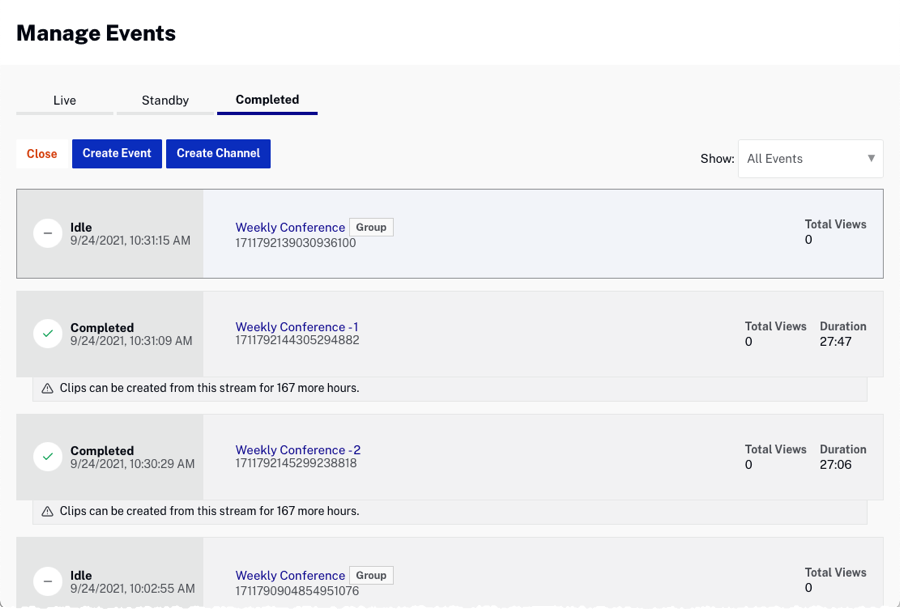 Manage Events
Live Standby Completed
Close Create Event Create Channel
Show: All Events
Idle
9/24/2021, 10:31:15 AM
Weekly Conference Group
1711792139030936100
Total Views
0
Completed
9/24/2021, 10:31:09 AM
Weekly Conference -1
1711792144305294882
Total Views Duration
0 27:47
Clips can be created from this stream for 167 more hours.
Completed
9/24/2021, 10:30:29 AM
Weekly Conference -2
1711792145299238818
Total Views Duration
0 27:06
Clips can be created from this stream for 167 more hours.
Idle
9/24/2021, 10:02:55 AM
Weekly Conference Group
1711790904854951076
Total Views
0